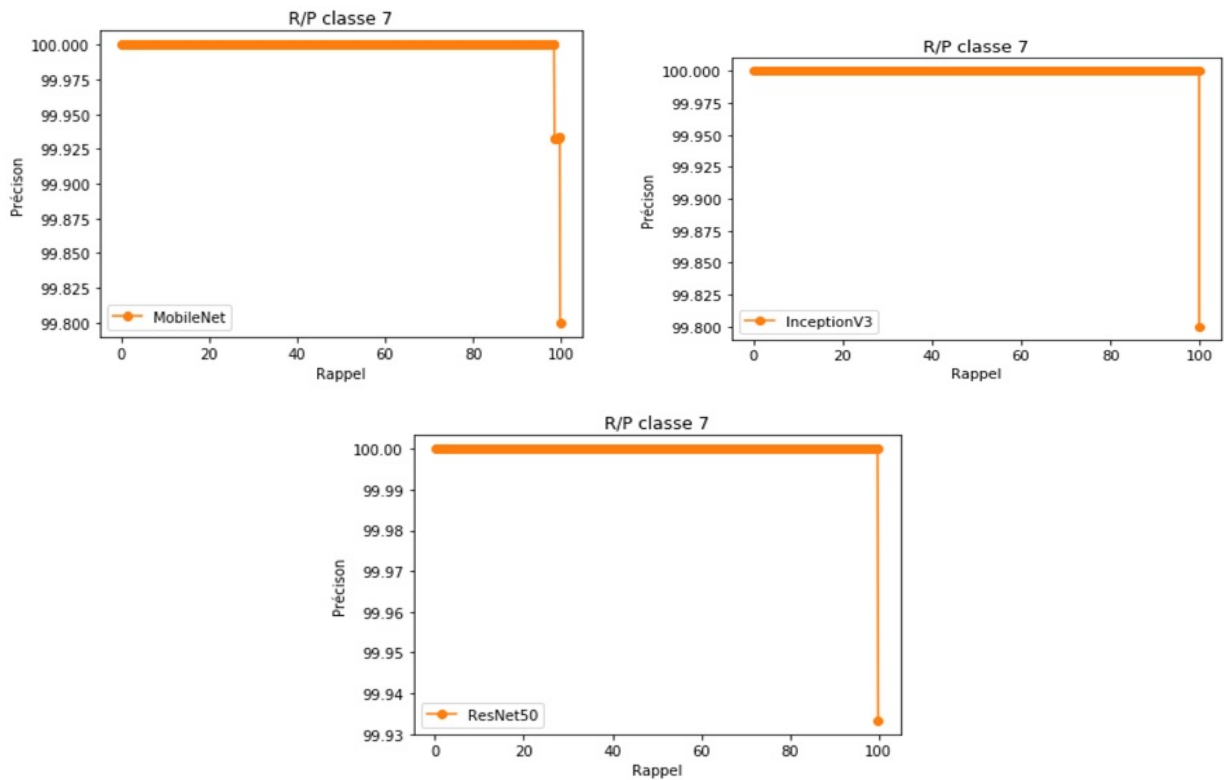 R/P classe 7
100.000
99.975
99.950
99.925
99.900
99.875
99.850
99.825
99.800
Précison
MobileNet
0 20 40 60 80 100
Rappel
R/P classe 7
100.000
99.975
99.950
99.925
99.900
99.875
99.850
99.825
99.800
Précison
InceptionV3
0 20 40 60 80 100
Rappel
R/P classe 7
100.00
99.99
99.98
99.97
99.96
99.95
99.94
99.93
Précison
ResNet50
0 20 40 60 80 100
Rappel